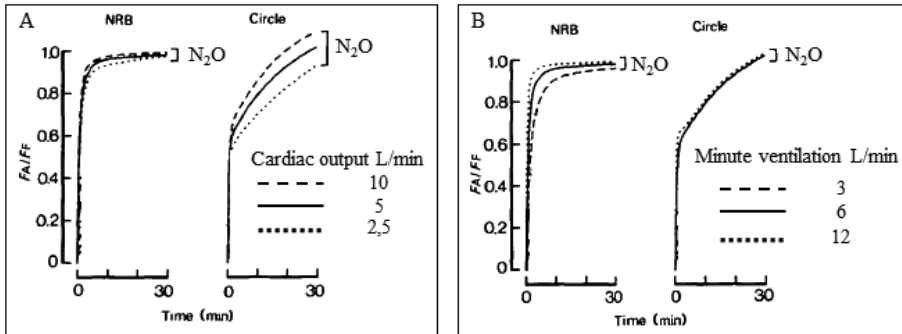 A
NRB
Circle
N₂O
N₂O
1.0
0.8
0.6
0.4
0.2
0
FA/FF
Cardiac output L/min
10
5
2,5
0
30
0
30
Time (min)
B
NRB
Circle
N₂O
N₂O
1.0
0.8
0.6
0.4
0.2
0
FA/FF
Minute ventilation L/min
3
6
12
0
30
0
30
Time (min)